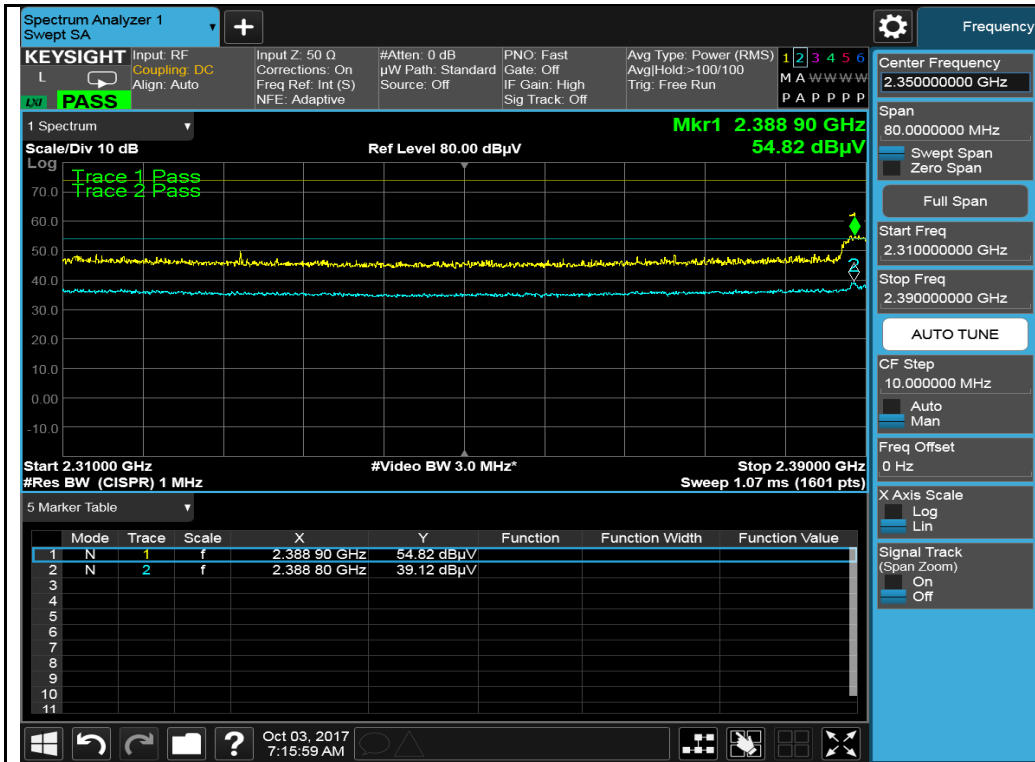 Spectrum Analyzer 1
Swept SA
Frequency
KEYSIGHT
L
LXI
PASS
Input: RF
Coupling: DC
Align: Auto
Input Z: 50 Ω
Corrections: On
Freq Ref: Int (S)
NFE: Adaptive
#Atten: 0 dB
µW Path: Standard
Source: Off
PNO: Fast
Gate: Off
IF Gain: High
Sig Track: Off
Avg Type: Power (RMS)
Avg|Hold:>100/100
Trig: Free Run
1 2 3 4 5 6
M A W W W W
P A P P P P
1 Spectrum
Mkr1 2.388 90 GHz
Scale/Div 10 dB
Ref Level 80.00 dBµV
54.82 dBµV
Log
Trace 1 Pass
Trace 2 Pass
70.0
60.0
50.0
40.0
30.0
20.0
10.0
0.00
-10.0
1
2
Start 2.31000 GHz
#Video BW 3.0 MHz*
Stop 2.39000 GHz
#Res BW (CISPR) 1 MHz
Sweep 1.07 ms (1601 pts)
5 Marker Table
Mode Trace Scale X Y Function Function Width Function Value
1 N 1 f 2.388 90 GHz 54.82 dBµV
2 N 2 f 2.388 80 GHz 39.12 dBµV
3
4
5
6
7
8
9
10
11
Center Frequency
2.350000000 GHz
Span
80.0000000 MHz
Swept Span
Zero Span
Full Span
Start Freq
2.310000000 GHz
Stop Freq
2.390000000 GHz
AUTO TUNE
CF Step
10.000000 MHz
Auto
Man
Freq Offset
0 Hz
X Axis Scale
Log
Lin
Signal Track
(Span Zoom)
On
Off
?
Oct 03, 2017
7:15:59 AM